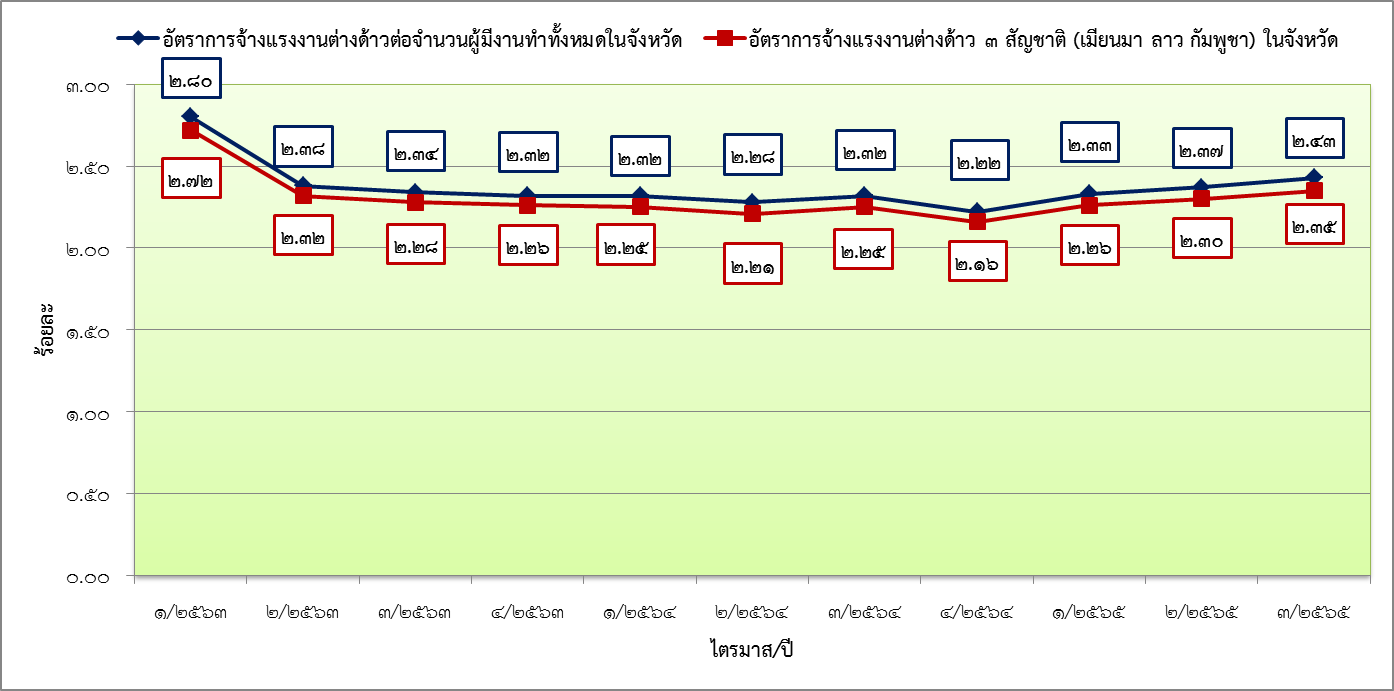 อัตราการจ้างแรงงานต่างด้าวต่อจำนวนผู้มีงานทำทั้งหมดในจังหวัด อัตราการจ้างแรงงานต่างด้าว ๓ สัญชาติ (เมียนมา ลาว กัมพูชา) ในจังหวัด
๓.๐๐
๒.๕๐
๒.๐๐
๑.๕๐
๑.๐๐
๐.๕๐
๐.๐๐
ร้อยละ
๒.๘๐ ๒.๓๘ ๒.๓๔ ๒.๓๒ ๒.๓๒ ๒.๒๘ ๒.๓๒ ๒.๒๒ ๒.๓๓ ๒.๓๗ ๒.๔๓
๒.๗๒ ๒.๓๒ ๒.๒๘ ๒.๒๖ ๒.๒๕ ๒.๒๑ ๒.๒๕ ๒.๑๖ ๒.๒๖ ๒.๓๐ ๒.๓๕
๑/๒๕๖๓ ๒/๒๕๖๓ ๓/๒๕๖๓ ๔/๒๕๖๓ ๑/๒๕๖๔ ๒/๒๕๖๔ ๓/๒๕๖๔ ๔/๒๕๖๔ ๑/๒๕๖๕ ๒/๒๕๖๕ ๓/๒๕๖๕
ไตรมาส/ปี